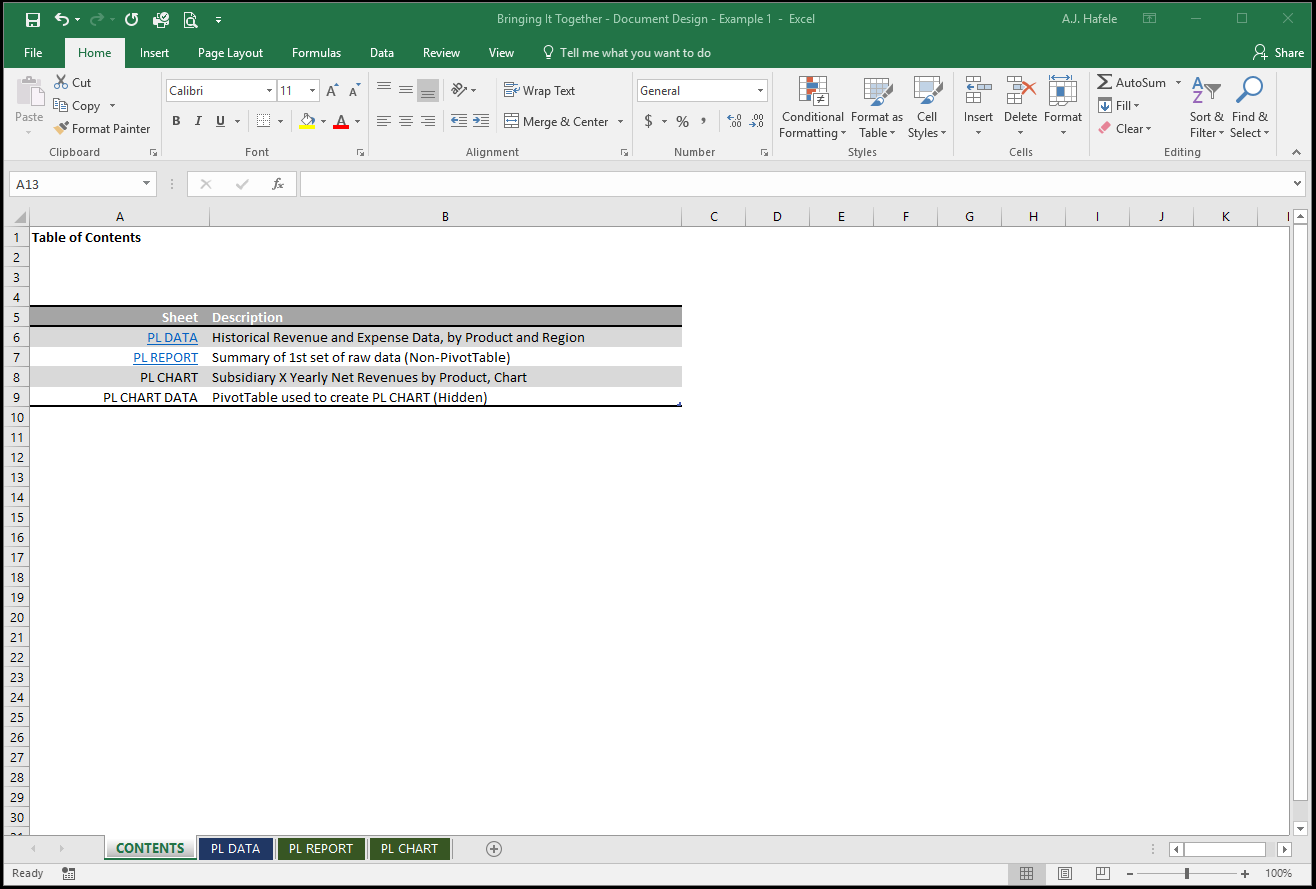 Bringing It Together - Document Design - Example 1 - Excel
A.J. Hafele
File Home Insert Page Layout Formulas Data Review View Tell me what you want to do Share
Paste
Cut
Copy
Format Painter
Clipboard
Calibri 11
B I U
Font
Wrap Text
Merge & Center
Alignment
General
$ % ,
Number
Conditional Formatting
Format as Table
Cell Styles
Styles
Insert
Delete
Format
Cells
AutoSum
Fill
Clear
Sort & Filter
Find & Select
Editing
A13
fx
A B C D E F G H I J K
1 Table of Contents
2
3
4
5 Sheet Description
6 PL DATA Historical Revenue and Expense Data, by Product and Region
7 PL REPORT Summary of 1st set of raw data (Non-PivotTable)
8 PL CHART Subsidiary X Yearly Net Revenues by Product, Chart
9 PL CHART DATA PivotTable used to create PL CHART (Hidden)
10
11
12
13
14
15
16
17
18
19
20
21
22
23
24
25
26
27
28
29
30
CONTENTS PL DATA PL REPORT PL CHART
Ready
100%